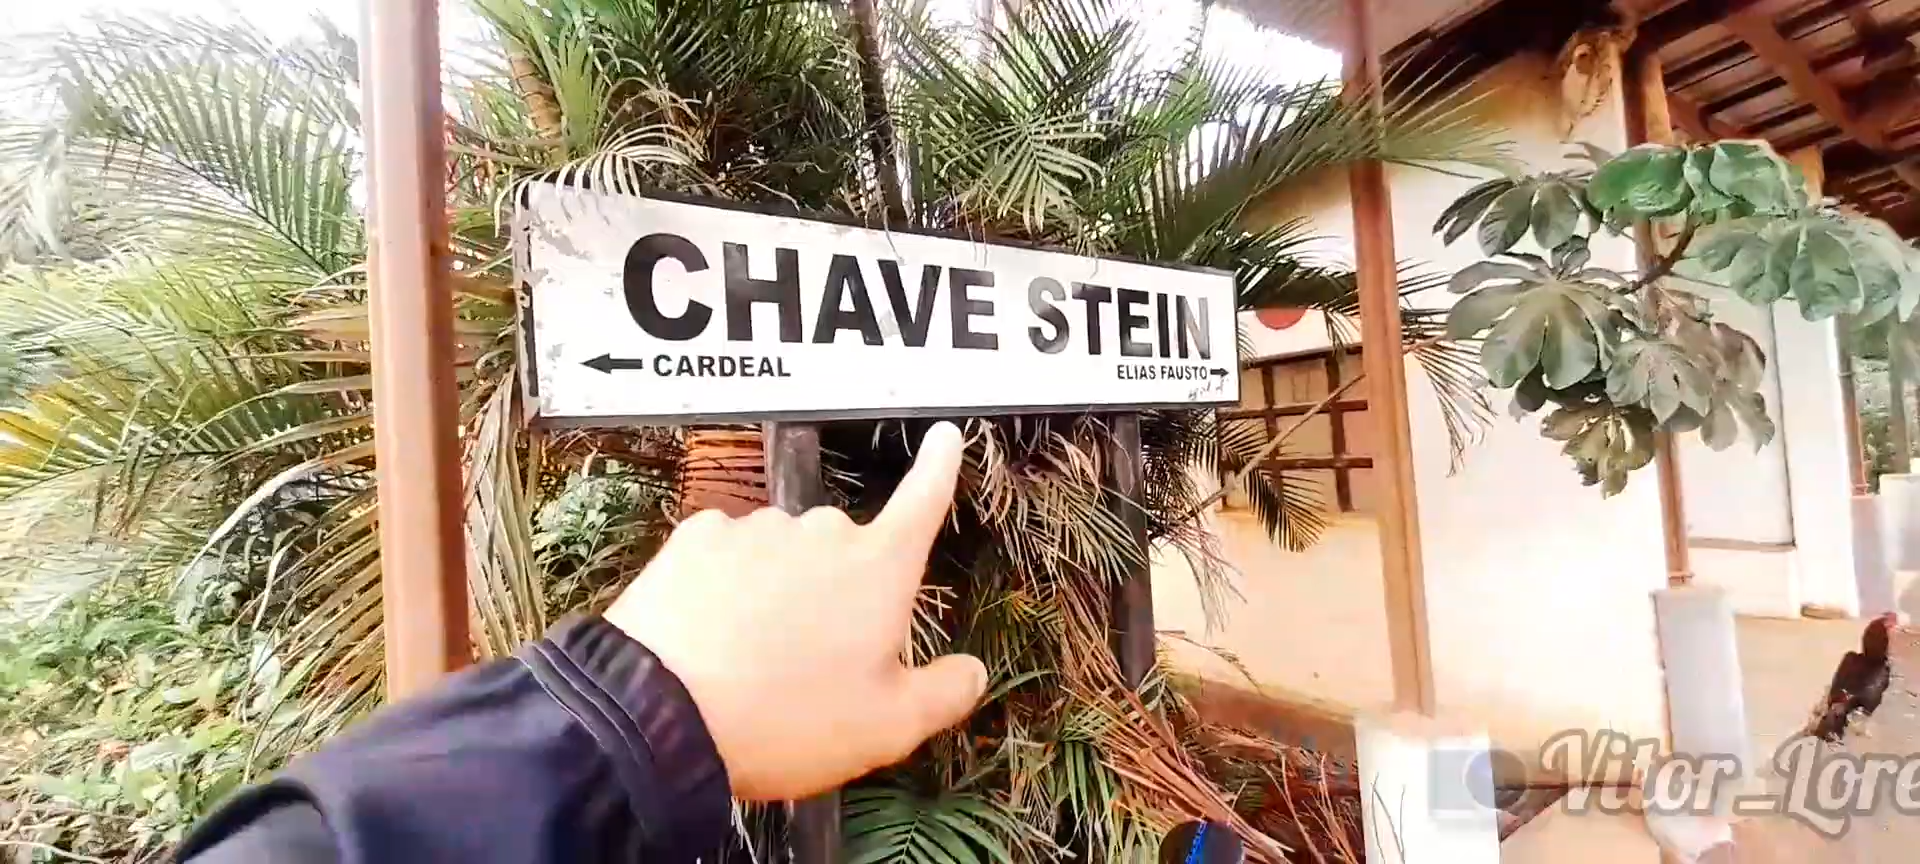 CHAVE STEIN
← CARDEAL
ELIAS FAUSTO →
Vitor_Lore